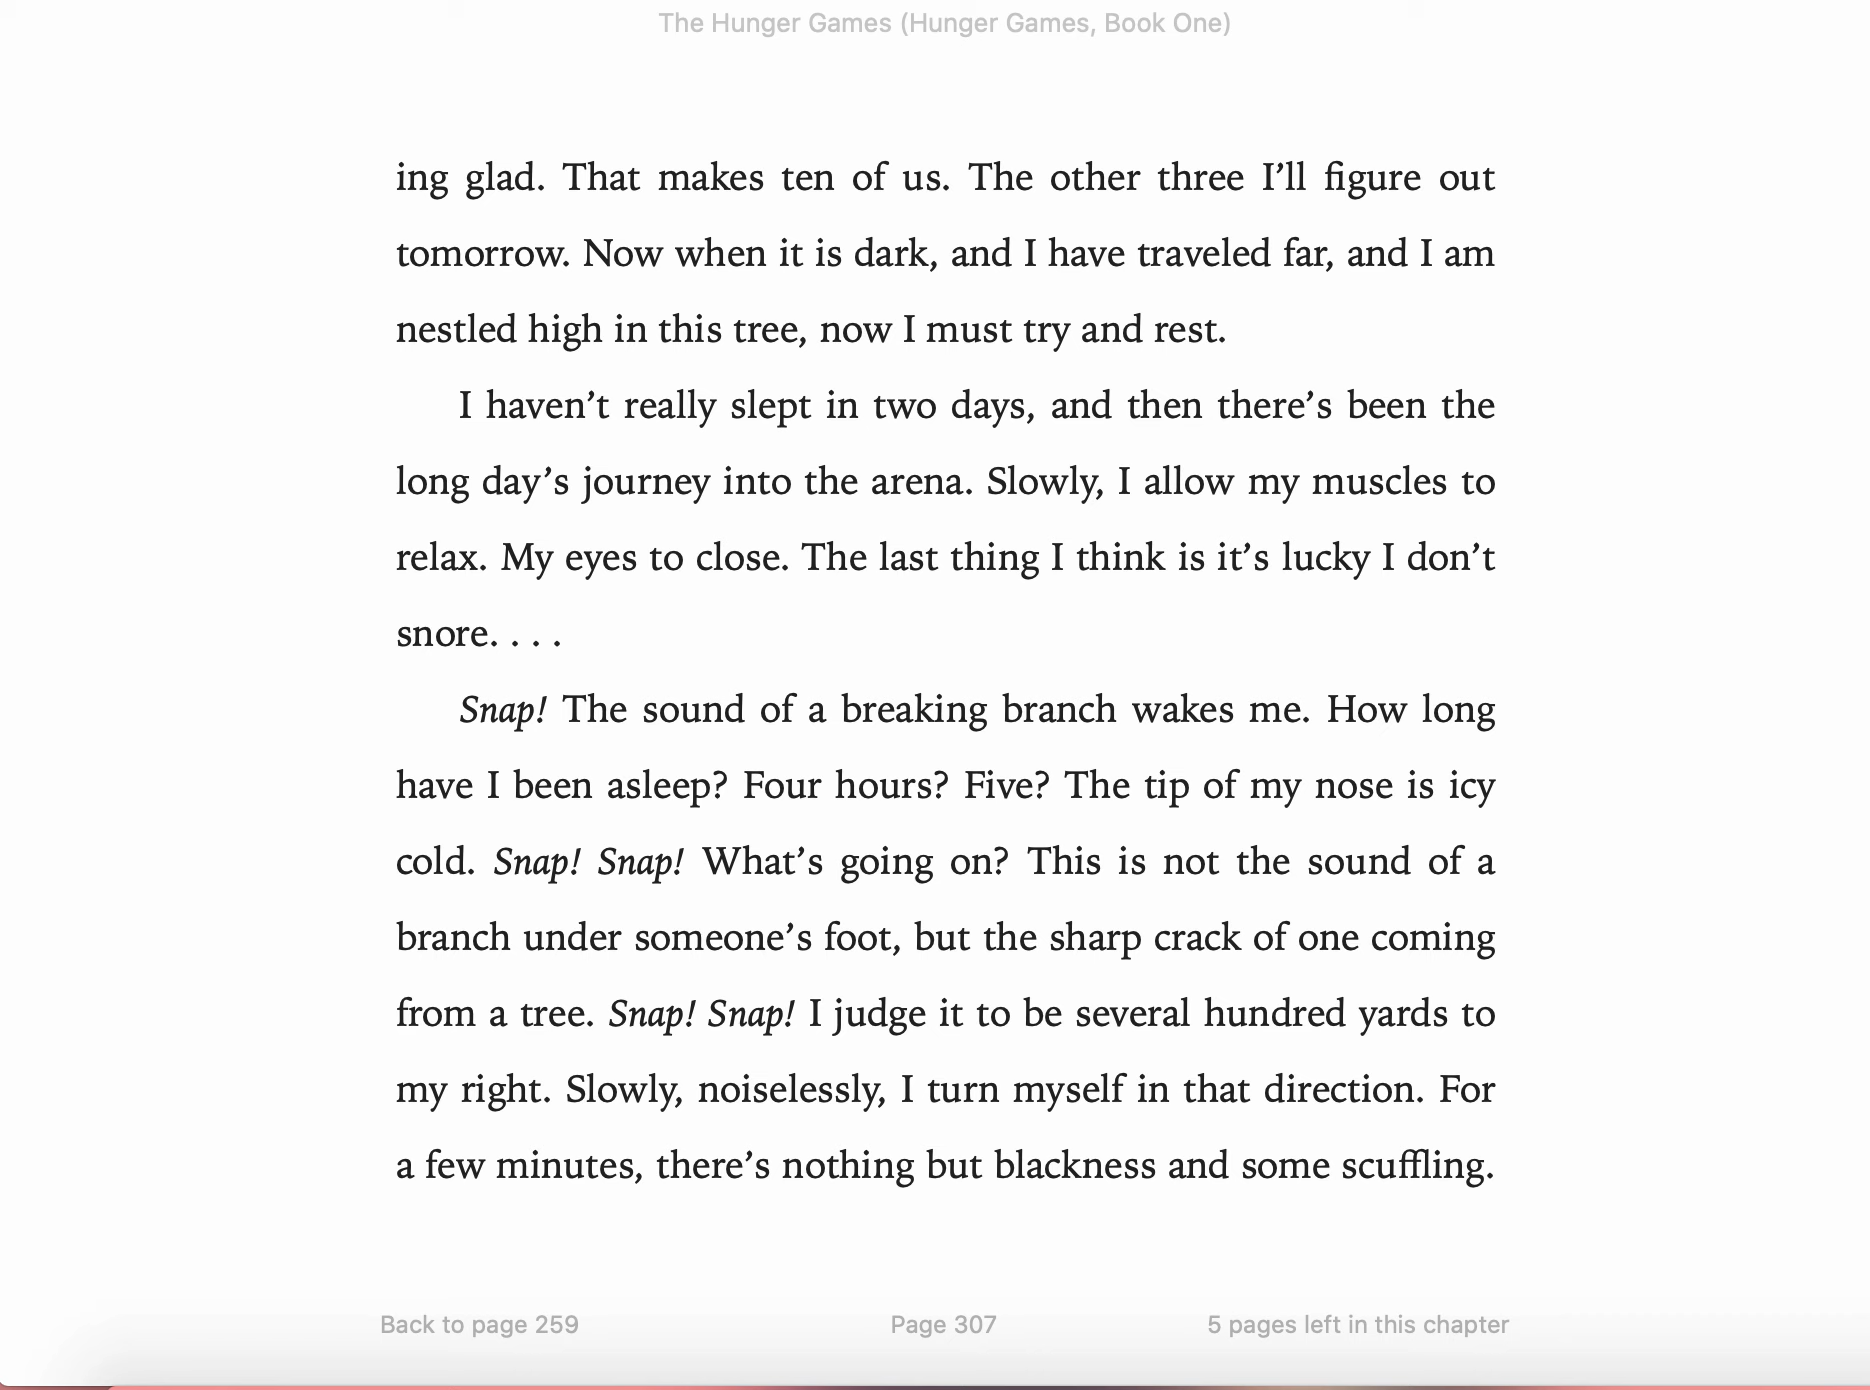 The Hunger Games (Hunger Games, Book One)
ing glad. That makes ten of us. The other three I’ll figure out
tomorrow. Now when it is dark, and I have traveled far, and I am
nestled high in this tree, now I must try and rest.
I haven’t really slept in two days, and then there’s been the
long day’s journey into the arena. Slowly, I allow my muscles to
relax. My eyes to close. The last thing I think is it’s lucky I don’t
snore. . . .
Snap! The sound of a breaking branch wakes me. How long
have I been asleep? Four hours? Five? The tip of my nose is icy
cold. Snap! Snap! What’s going on? This is not the sound of a
branch under someone’s foot, but the sharp crack of one coming
from a tree. Snap! Snap! I judge it to be several hundred yards to
my right. Slowly, noiselessly, I turn myself in that direction. For
a few minutes, there’s nothing but blackness and some scuffling.
Back to page 259
Page 307
5 pages left in this chapter